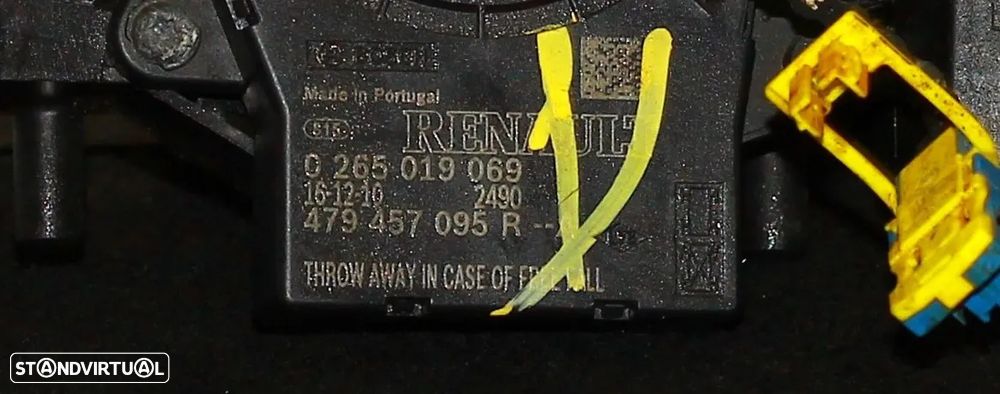 Made in Portugal
RENAULT
0 265 019 069
15-12-10 2490
479 457 095 R --
THROW AWAY IN CASE OF FREE FALL
STANDVIRTUAL